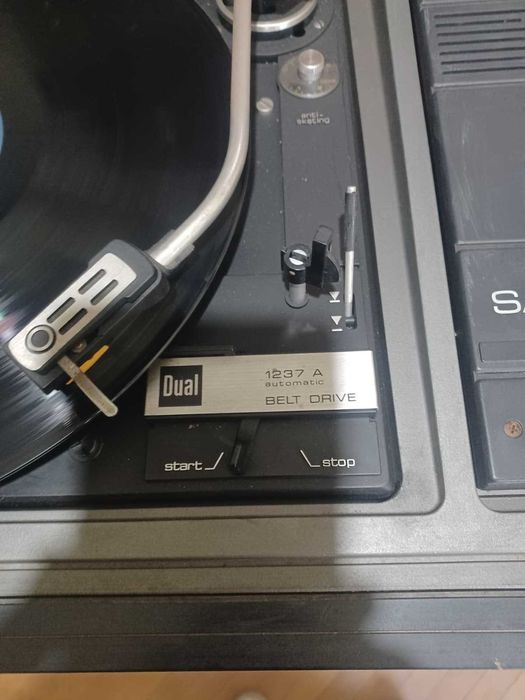 anti-
skating
Dual
1237 A
automatic
BELT DRIVE
start
stop